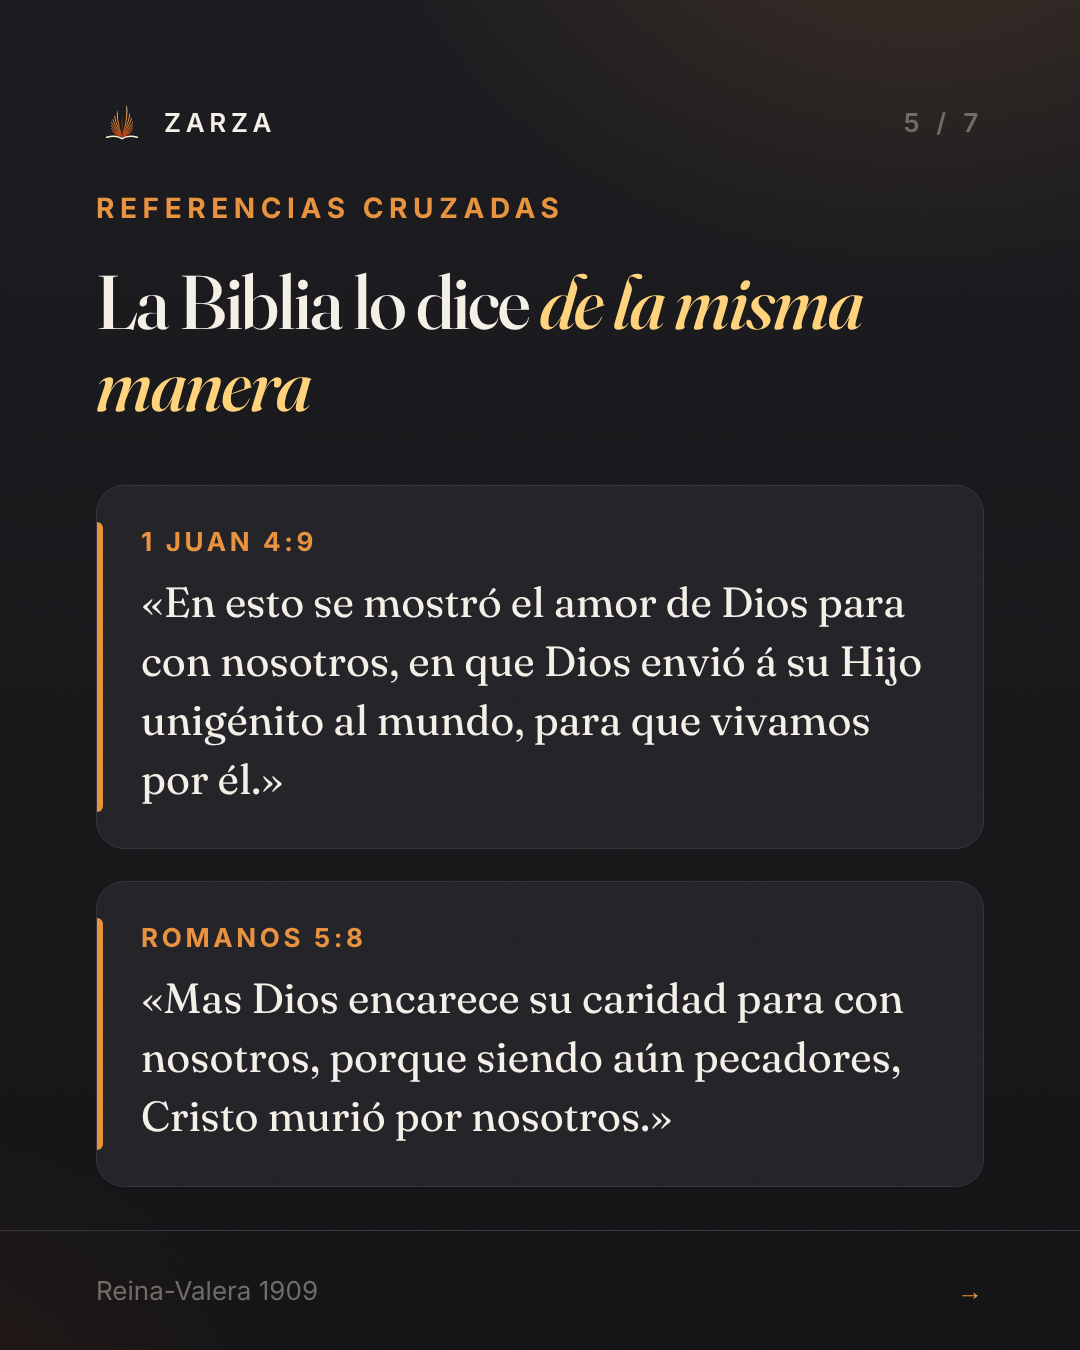 ZARZA
5 / 7
REFERENCIAS CRUZADAS
La Biblia lo dice de la misma
manera
1 JUAN 4:9
«En esto se mostró el amor de Dios para
con nosotros, en que Dios envió á su Hijo
unigénito al mundo, para que vivamos
por él.»
ROMANOS 5:8
«Mas Dios encarece su caridad para con
nosotros, porque siendo aún pecadores,
Cristo murió por nosotros.»
Reina-Valera 1909
→